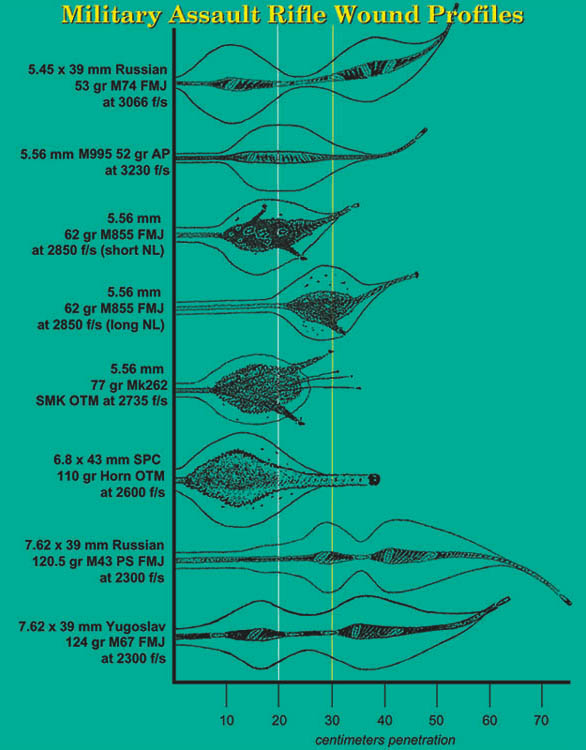 Military Assault Rifle Wound Profiles
5.45 x 39 mm Russian
53 gr M74 FMJ
at 3066 f/s
5.56 mm M995 52 gr AP
at 3230 f/s
5.56 mm
62 gr M855 FMJ
at 2850 f/s (short NL)
5.56 mm
62 gr M855 FMJ
at 2850 f/s (long NL)
5.56 mm
77 gr Mk262
SMK OTM at 2735 f/s
6.8 x 43 mm SPC
110 gr Horn OTM
at 2600 f/s
7.62 x 39 mm Russian
120.5 gr M43 PS FMJ
at 2300 f/s
7.62 x 39 mm Yugoslav
124 gr M67 FMJ
at 2300 f/s
10 20 30 40 50 60 70
centimeters penetration